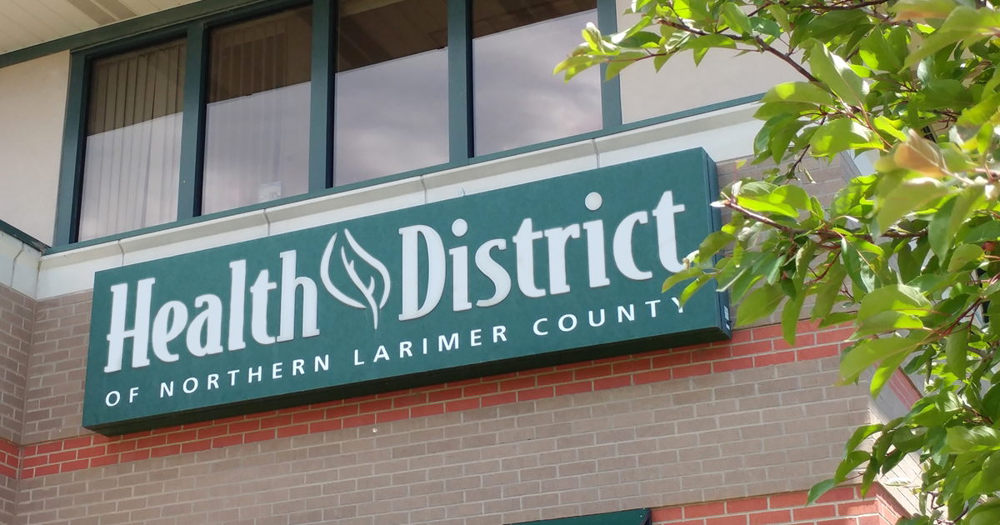 Health District
OF NORTHERN LARIMER COUNTY